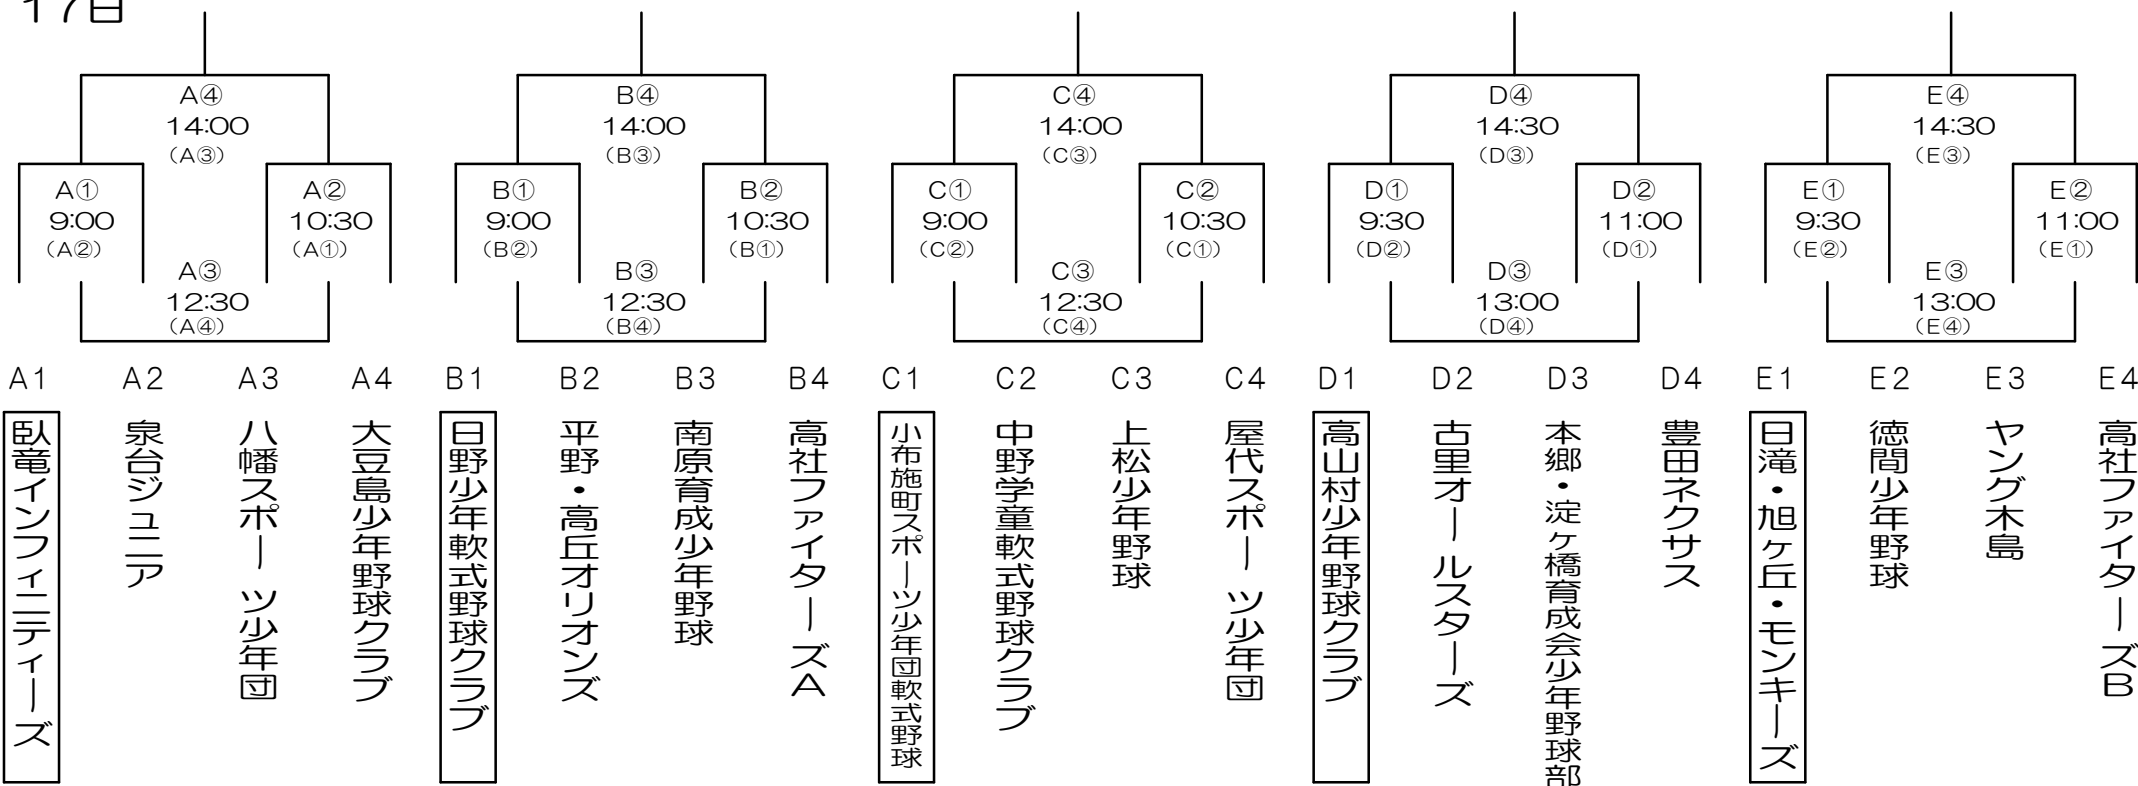 17日
A④ B④ C④ D④ E④
14:00 14:00 14:00 14:30 14:30
(A③) (B③) (C③) (D③) (E③)
A① A② B① B② C① C② D① D② E① E②
9:00 10:30 9:00 10:30 9:00 10:30 9:30 11:00 9:30 11:00
(A②) (A①) (B②) (B①) (C②) (C①) (D②) (D①) (E②) (E①)
A③ B③ C③ D③ E③
12:30 12:30 12:30 13:00 13:00
(A④) (B④) (C④) (D④) (E④)
A1 A2 A3 A4 B1 B2 B3 B4 C1 C2 C3 C4 D1 D2 D3 D4 E1 E2 E3 E4
臥竜インフィニティーズ
泉台ジュニア
八幡スポーツ少年団
大豆島少年野球クラブ
日野少年軟式野球クラブ
平野・高丘オリオンズ
南原育成少年野球
高社ファイターズA
小布施町スポーツ少年団軟式野球
中野学童軟式野球クラブ
上松少年野球
屋代スポーツ少年団
高山村少年野球クラブ
古里オールスターズ
本郷・淀ヶ橋育成会少年野球部
豊田ネクサス
日滝・旭ヶ丘・モンキーズ
徳間少年野球
ヤング木島
高社ファイターズB